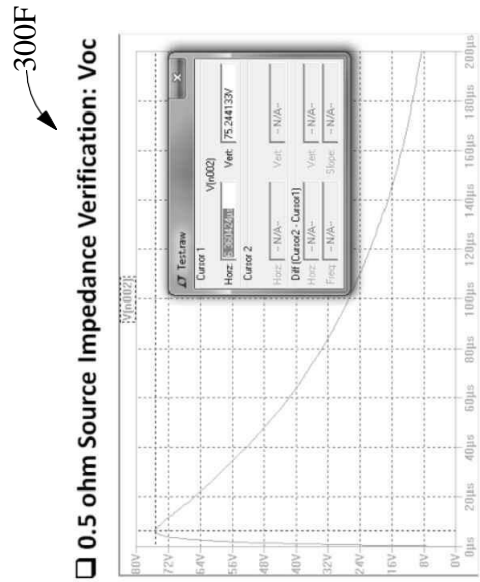 300F
❑ 0.5 ohm Source Impedance Verification: Voc
V[n002]
80V
72V
64V
56V
48V
40V
32V
24V
16V
8V
0V
0µs
20µs
40µs
60µs
80µs
100µs
120µs
140µs
160µs
180µs
200µs
Test.raw
Cursor 1
V[n002]
Horz:
Vert: 75.244133V
Cursor 2
Horz: -- N/A--
Vert: -- N/A--
Diff (Cursor2 - Cursor1)
Horz: -- N/A--
Vert: -- N/A--
Freq: -- N/A--
Slope: -- N/A--